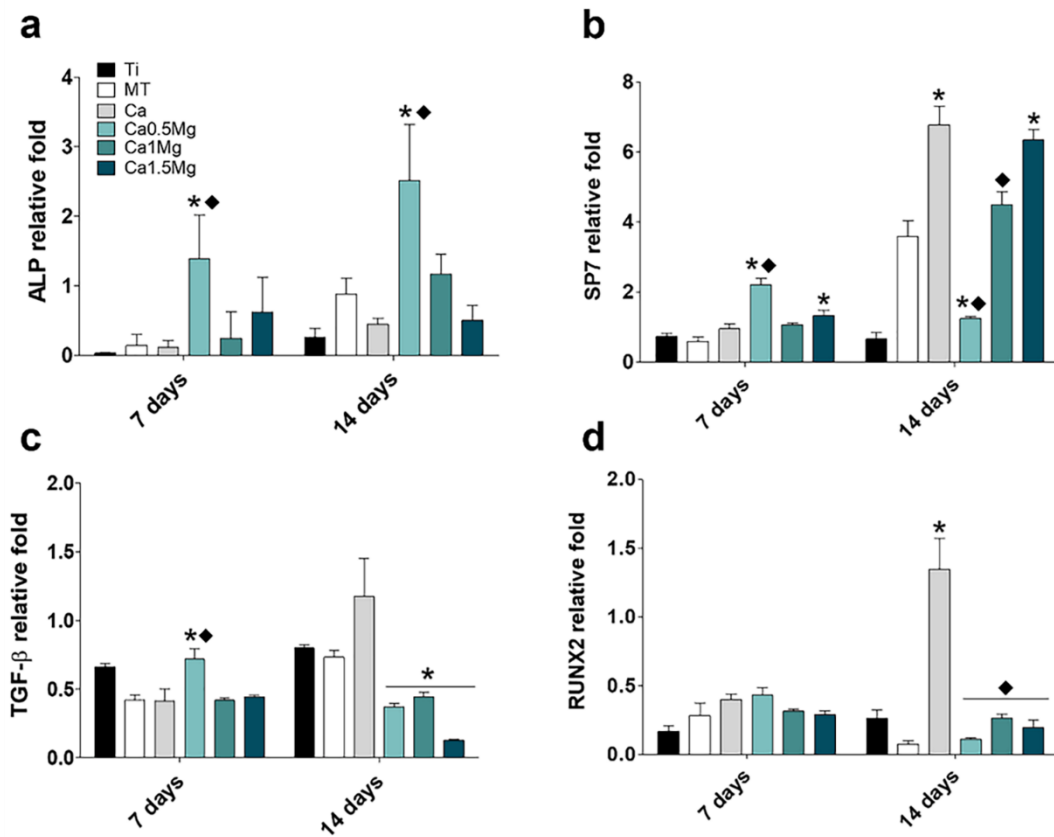 a
Ti
MT
Ca
Ca0.5Mg
Ca1Mg
Ca1.5Mg
ALP relative fold
4
3
2
1
0
*◆
*◆
7 days
14 days
b
SP7 relative fold
8
6
4
2
0
*◆
*
*
*◆
◆
*
7 days
14 days
c
TGF-β relative fold
2.0
1.5
1.0
0.5
0.0
*◆
*
7 days
14 days
d
RUNX2 relative fold
2.0
1.5
1.0
0.5
0.0
*
◆
7 days
14 days